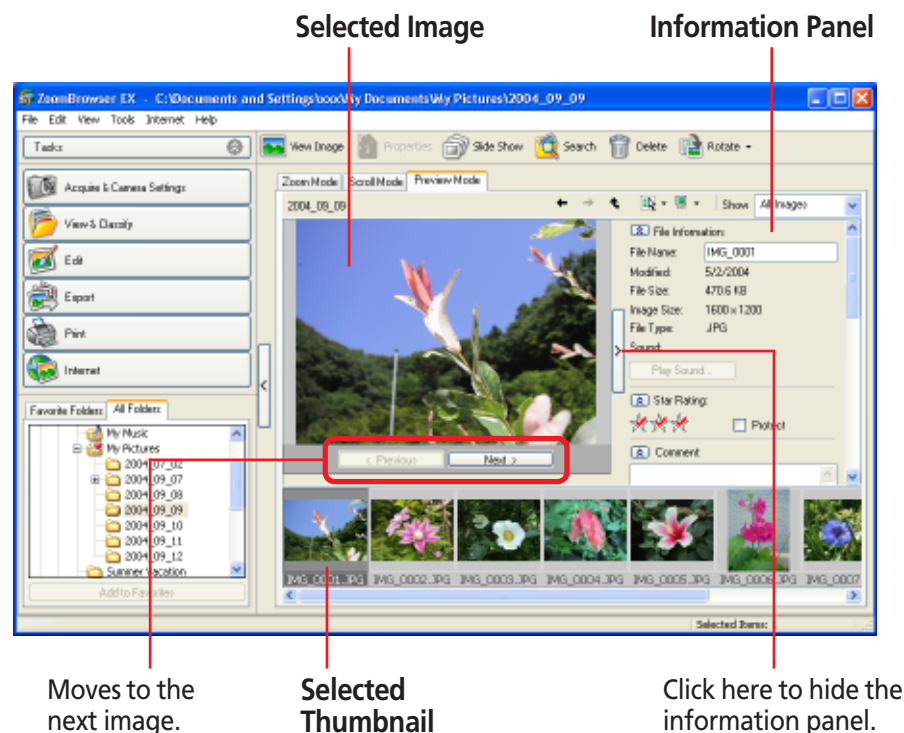 Selected Image
Information Panel
ZoomBrowser EX - C:\Documents and Settings\xxx\My Documents\My Pictures\2004_09_09
File Edit View Tools Internet Help
Tasks
View Image Properties Slide Show Search Delete Rotate
Acquire & Camera Settings
View & Classify
Edit
Export
Print
Internet
Zoom Mode Scroll Mode Preview Mode
2004_09_09
Show All Images
File Information:
File Name: IMG_0001
Modified: 5/2/2004
File Size: 470.6 KB
Image Size: 1600 x 1200
File Type: JPG
Sound:
Play Sound...
Star Rating:
Protect
Comment
< Previous Next >
Favorite Folders All Folders
My Music
My Pictures
2004_07_02
2004_09_07
2004_09_08
2004_09_09
2004_09_10
2004_09_11
2004_09_12
Summer Vacation
Add to Favorites
IMG_0001.JPG IMG_0002.JPG IMG_0003.JPG IMG_0004.JPG IMG_0005.JPG IMG_0006.JPG IMG_0007
Selected Items:
Moves to the
next image.
Selected
Thumbnail
Click here to hide the
information panel.